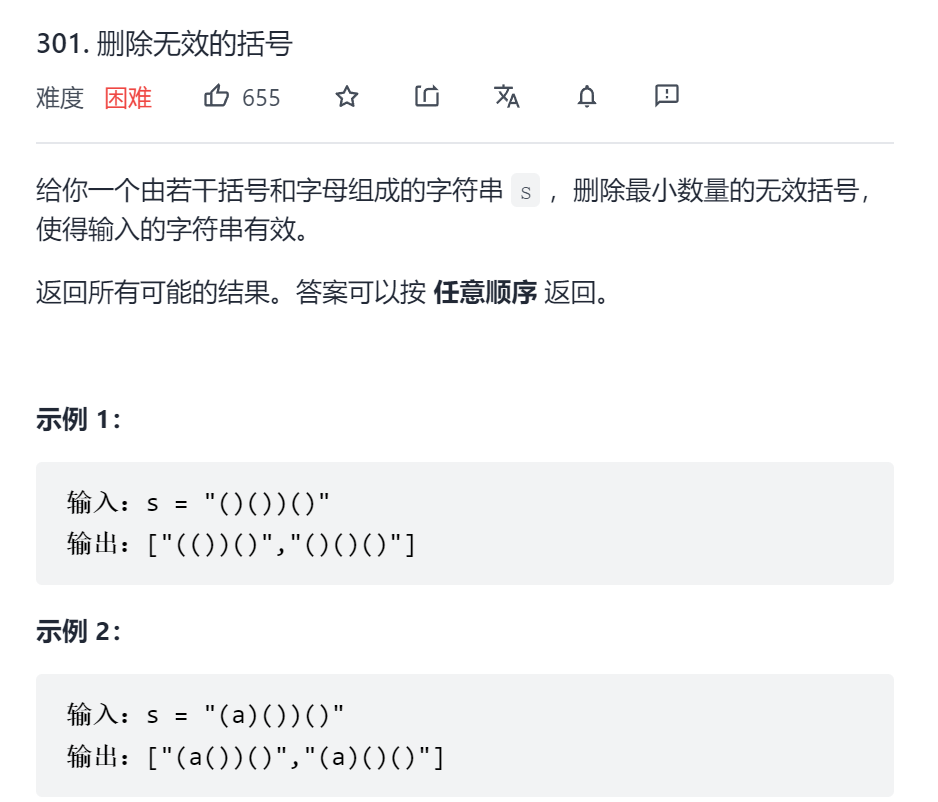 301. 删除无效的括号
难度 困难 655
给你一个由若干括号和字母组成的字符串 s ，删除最小数量的无效括号，
使得输入的字符串有效。
返回所有可能的结果。答案可以按 任意顺序 返回。
示例 1：
输入：s = "()())()"
输出：["(())()","()()()"]
示例 2：
输入：s = "(a)())()"
输出：["(a())()","(a)()()"]